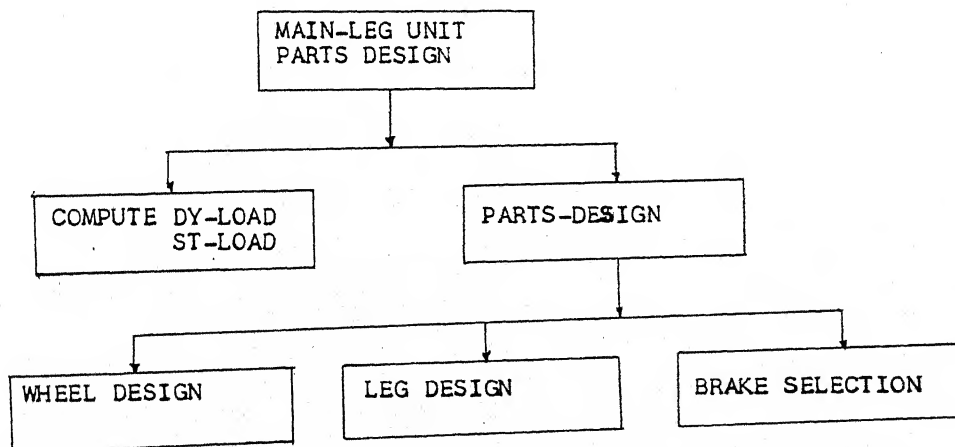 MAIN-LEG UNIT
PARTS DESIGN
COMPUTE DY-LOAD
ST-LOAD
PARTS-DESIGN
WHEEL DESIGN
LEG DESIGN
BRAKE SELECTION